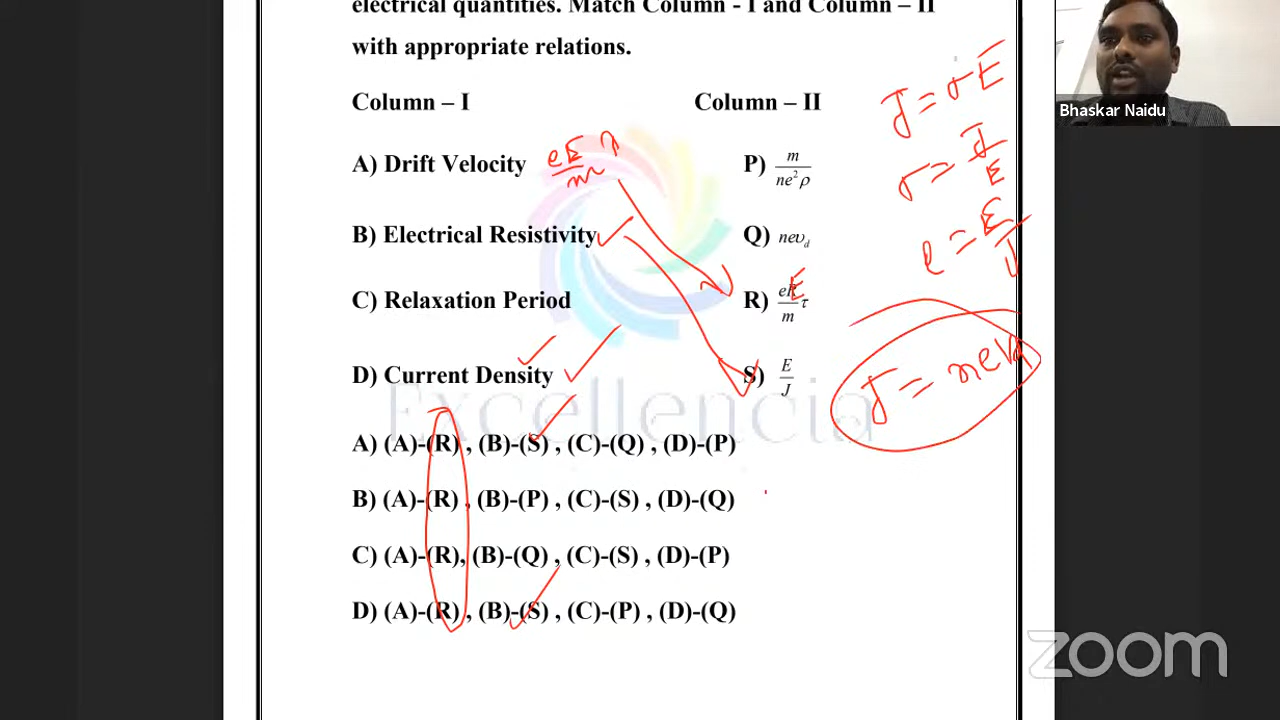 electrical quantities. Match Column - I and Column – II
with appropriate relations.
Column – I Column – II
A) Drift Velocity eE/m τ P) m/ne²ρ
B) Electrical Resistivity Q) neυd
C) Relaxation Period R) eE/m τ
D) Current Density S) E/J
A) (A)-(R) , (B)-(S) , (C)-(Q) , (D)-(P)
B) (A)-(R) , (B)-(P) , (C)-(S) , (D)-(Q)
C) (A)-(R), (B)-(Q) , (C)-(S) , (D)-(P)
D) (A)-(R) , (B)-(S) , (C)-(P) , (D)-(Q)
J = σE
σ = J/E
ρ = E/J
J = nevd
Excellencia
Bhaskar Naidu
zoom